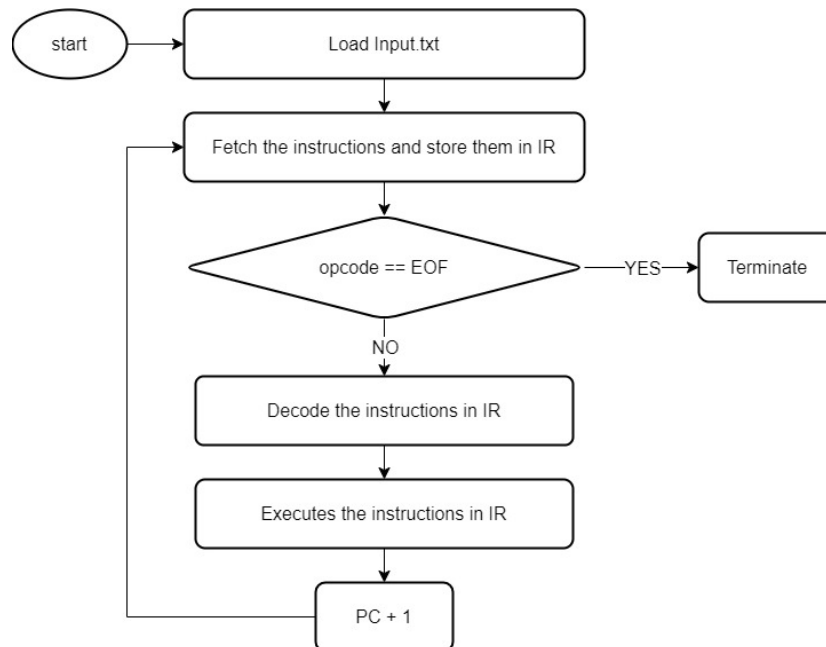 start
Load Input.txt
Fetch the instructions and store them in IR
opcode == EOF
YES
Terminate
NO
Decode the instructions in IR
Executes the instructions in IR
PC + 1